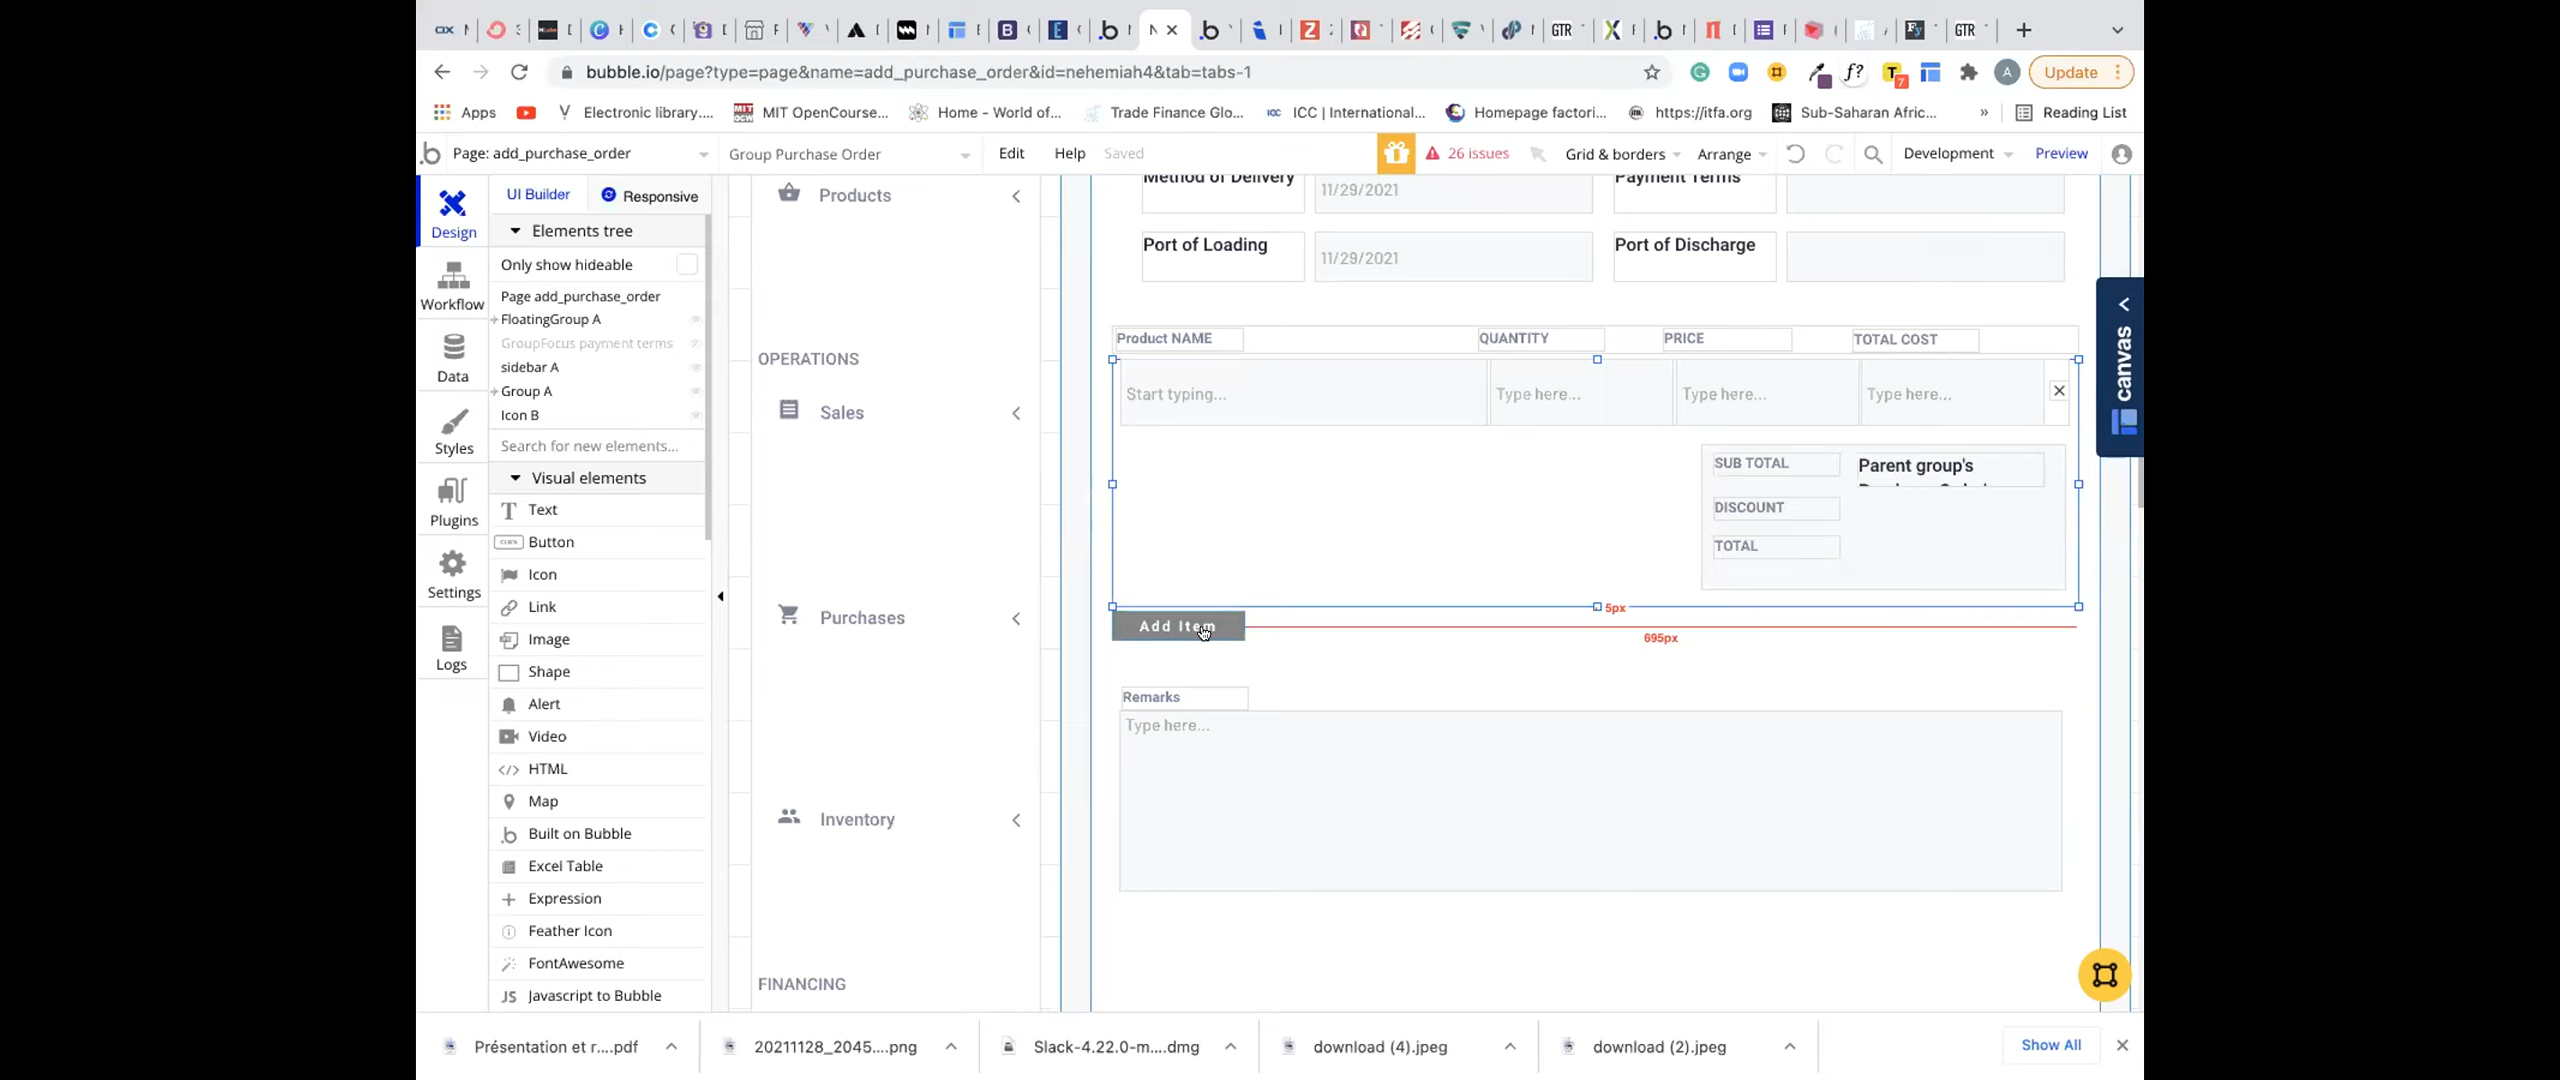 bubble.io/page?type=page&name=add_purchase_order&id=nehemiah4&tab=tabs-1
Update
Apps
Electronic library....
MIT OpenCourse...
Home - World of...
Trade Finance Glo...
ICC | International...
Homepage factori...
https://itfa.org
Sub-Saharan Afric...
»
Reading List
Page: add_purchase_order
Group Purchase Order
Edit
Help
Saved
26 issues
Grid & borders
Arrange
Development
Preview
Design
Workflow
Data
Styles
Plugins
Settings
Logs
UI Builder
Responsive
Elements tree
Only show hideable
Page add_purchase_order
FloatingGroup A
GroupFocus payment terms
sidebar A
Group A
Icon B
Search for new elements...
Visual elements
Text
Button
Icon
Link
Image
Shape
Alert
Video
HTML
Map
Built on Bubble
Excel Table
Expression
Feather Icon
FontAwesome
Javascript to Bubble
Products
OPERATIONS
Sales
Purchases
Inventory
FINANCING
Method of Delivery
11/29/2021
Payment Terms
Port of Loading
11/29/2021
Port of Discharge
Product NAME
QUANTITY
PRICE
TOTAL COST
Start typing...
Type here...
Type here...
Type here...
SUB TOTAL
Parent group's
DISCOUNT
TOTAL
5px
Add Item
695px
Remarks
Type here...
canvas
Présentation et r....pdf
20211128_2045....png
Slack-4.22.0-m....dmg
download (4).jpeg
download (2).jpeg
Show All